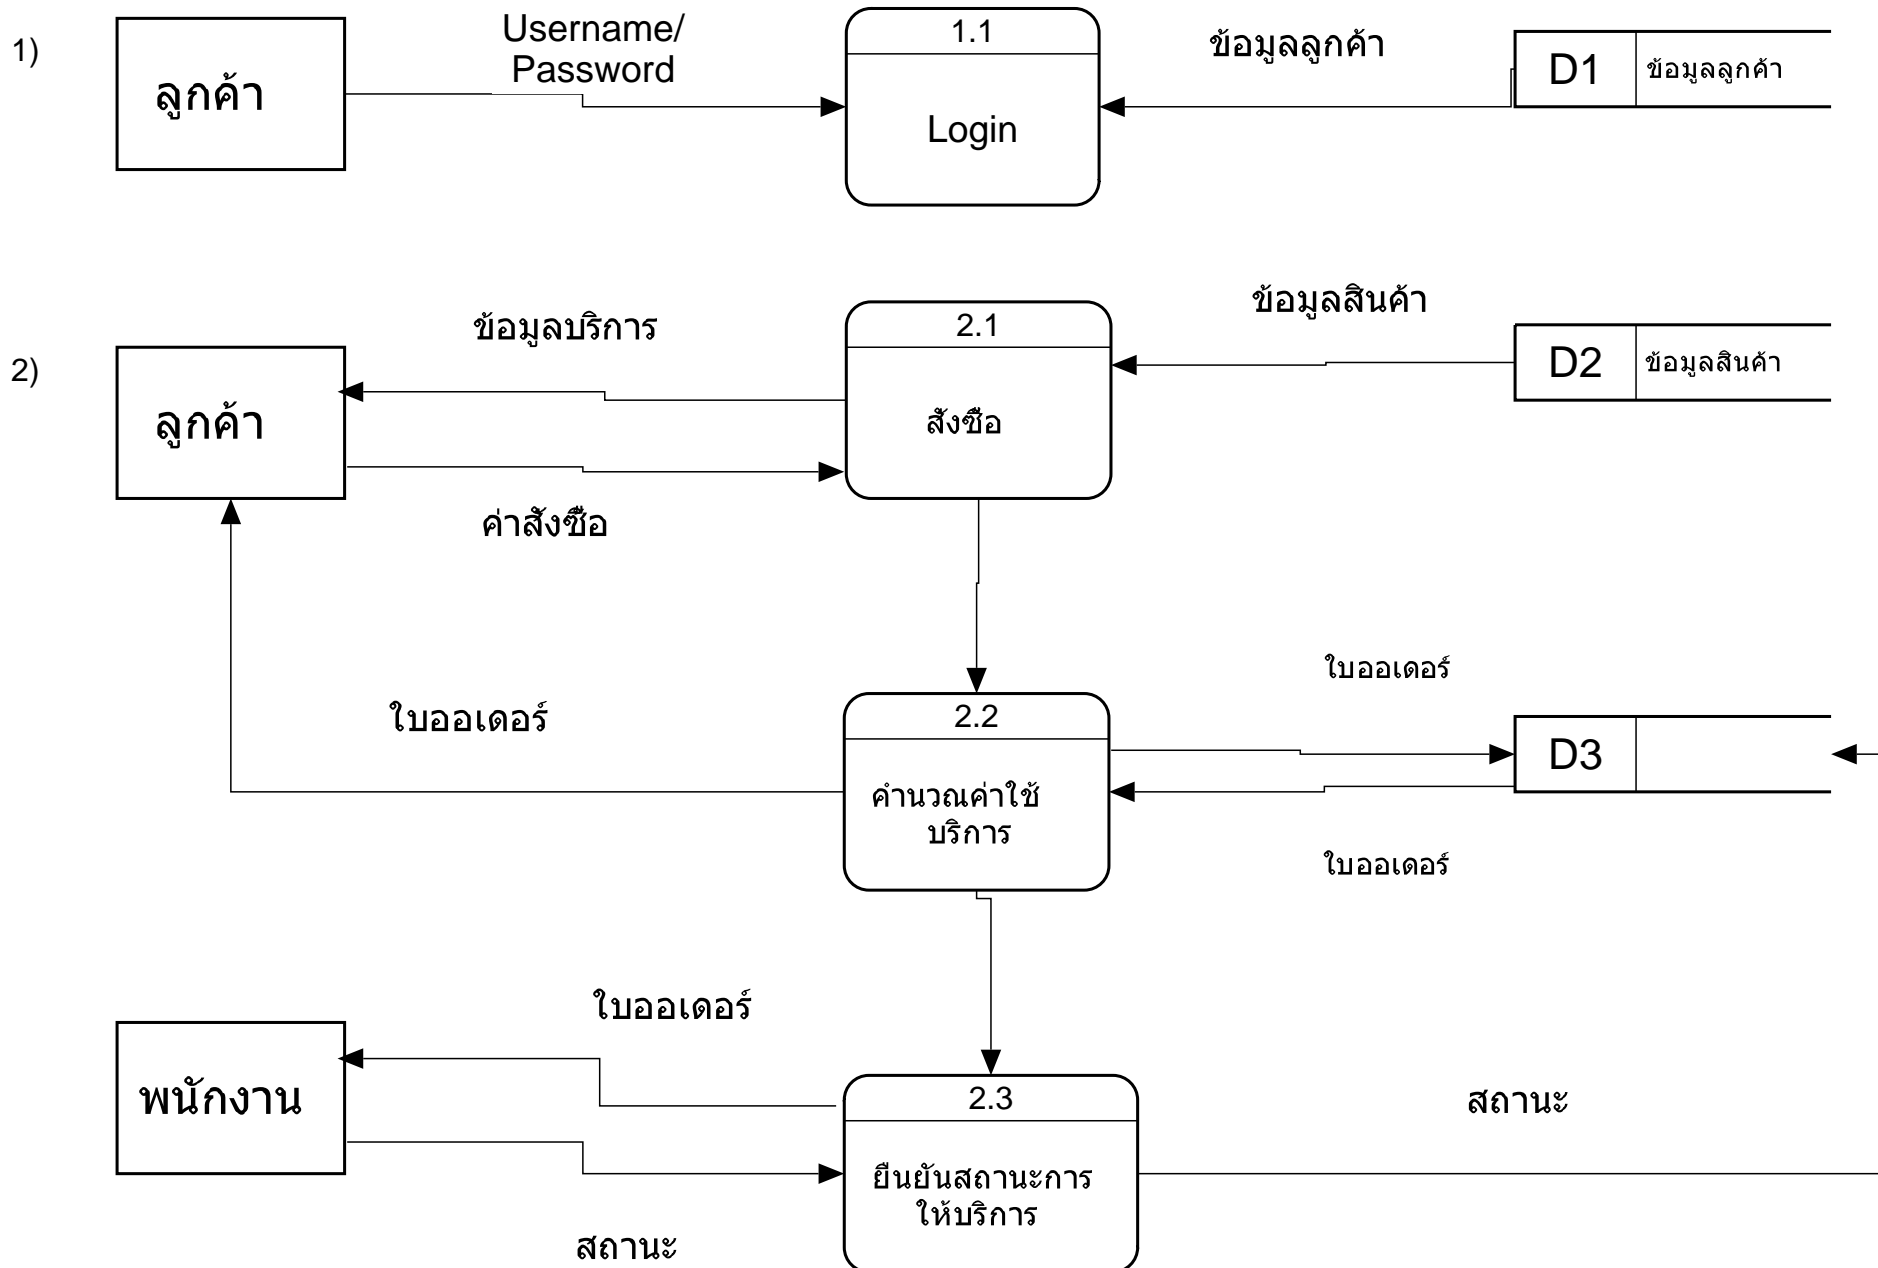 1)
ลูกค้า
Username/
Password
1.1
Login
ข้อมูลลูกค้า
D1
ข้อมูลลูกค้า
2)
ลูกค้า
ข้อมูลบริการ
ค่าสั่งซื่อ
2.1
สั่งซื่อ
ข้อมูลสินค้า
D2
ข้อมูลสินค้า
ใบออเดอร์
2.2
คำนวณค่าใช้
บริการ
ใบออเดอร์
D3
ใบออเดอร์
พนักงาน
ใบออเดอร์
สถานะ
2.3
ยืนยันสถานะการ
ให้บริการ
สถานะ